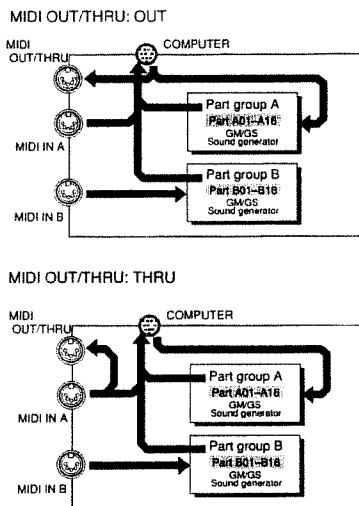 MIDI OUT/THRU: OUT
MIDI
OUT/THRU
COMPUTER
Part group A
Part A01–A16
GM/GS
Sound generator
MIDI IN A
Part group B
Part B01–B16
GM/GS
Sound generator
MIDI IN B
MIDI OUT/THRU: THRU
MIDI
OUT/THRU
COMPUTER
Part group A
Part A01–A16
GM/GS
Sound generator
MIDI IN A
Part group B
Part B01–B16
GM/GS
Sound generator
MIDI IN B